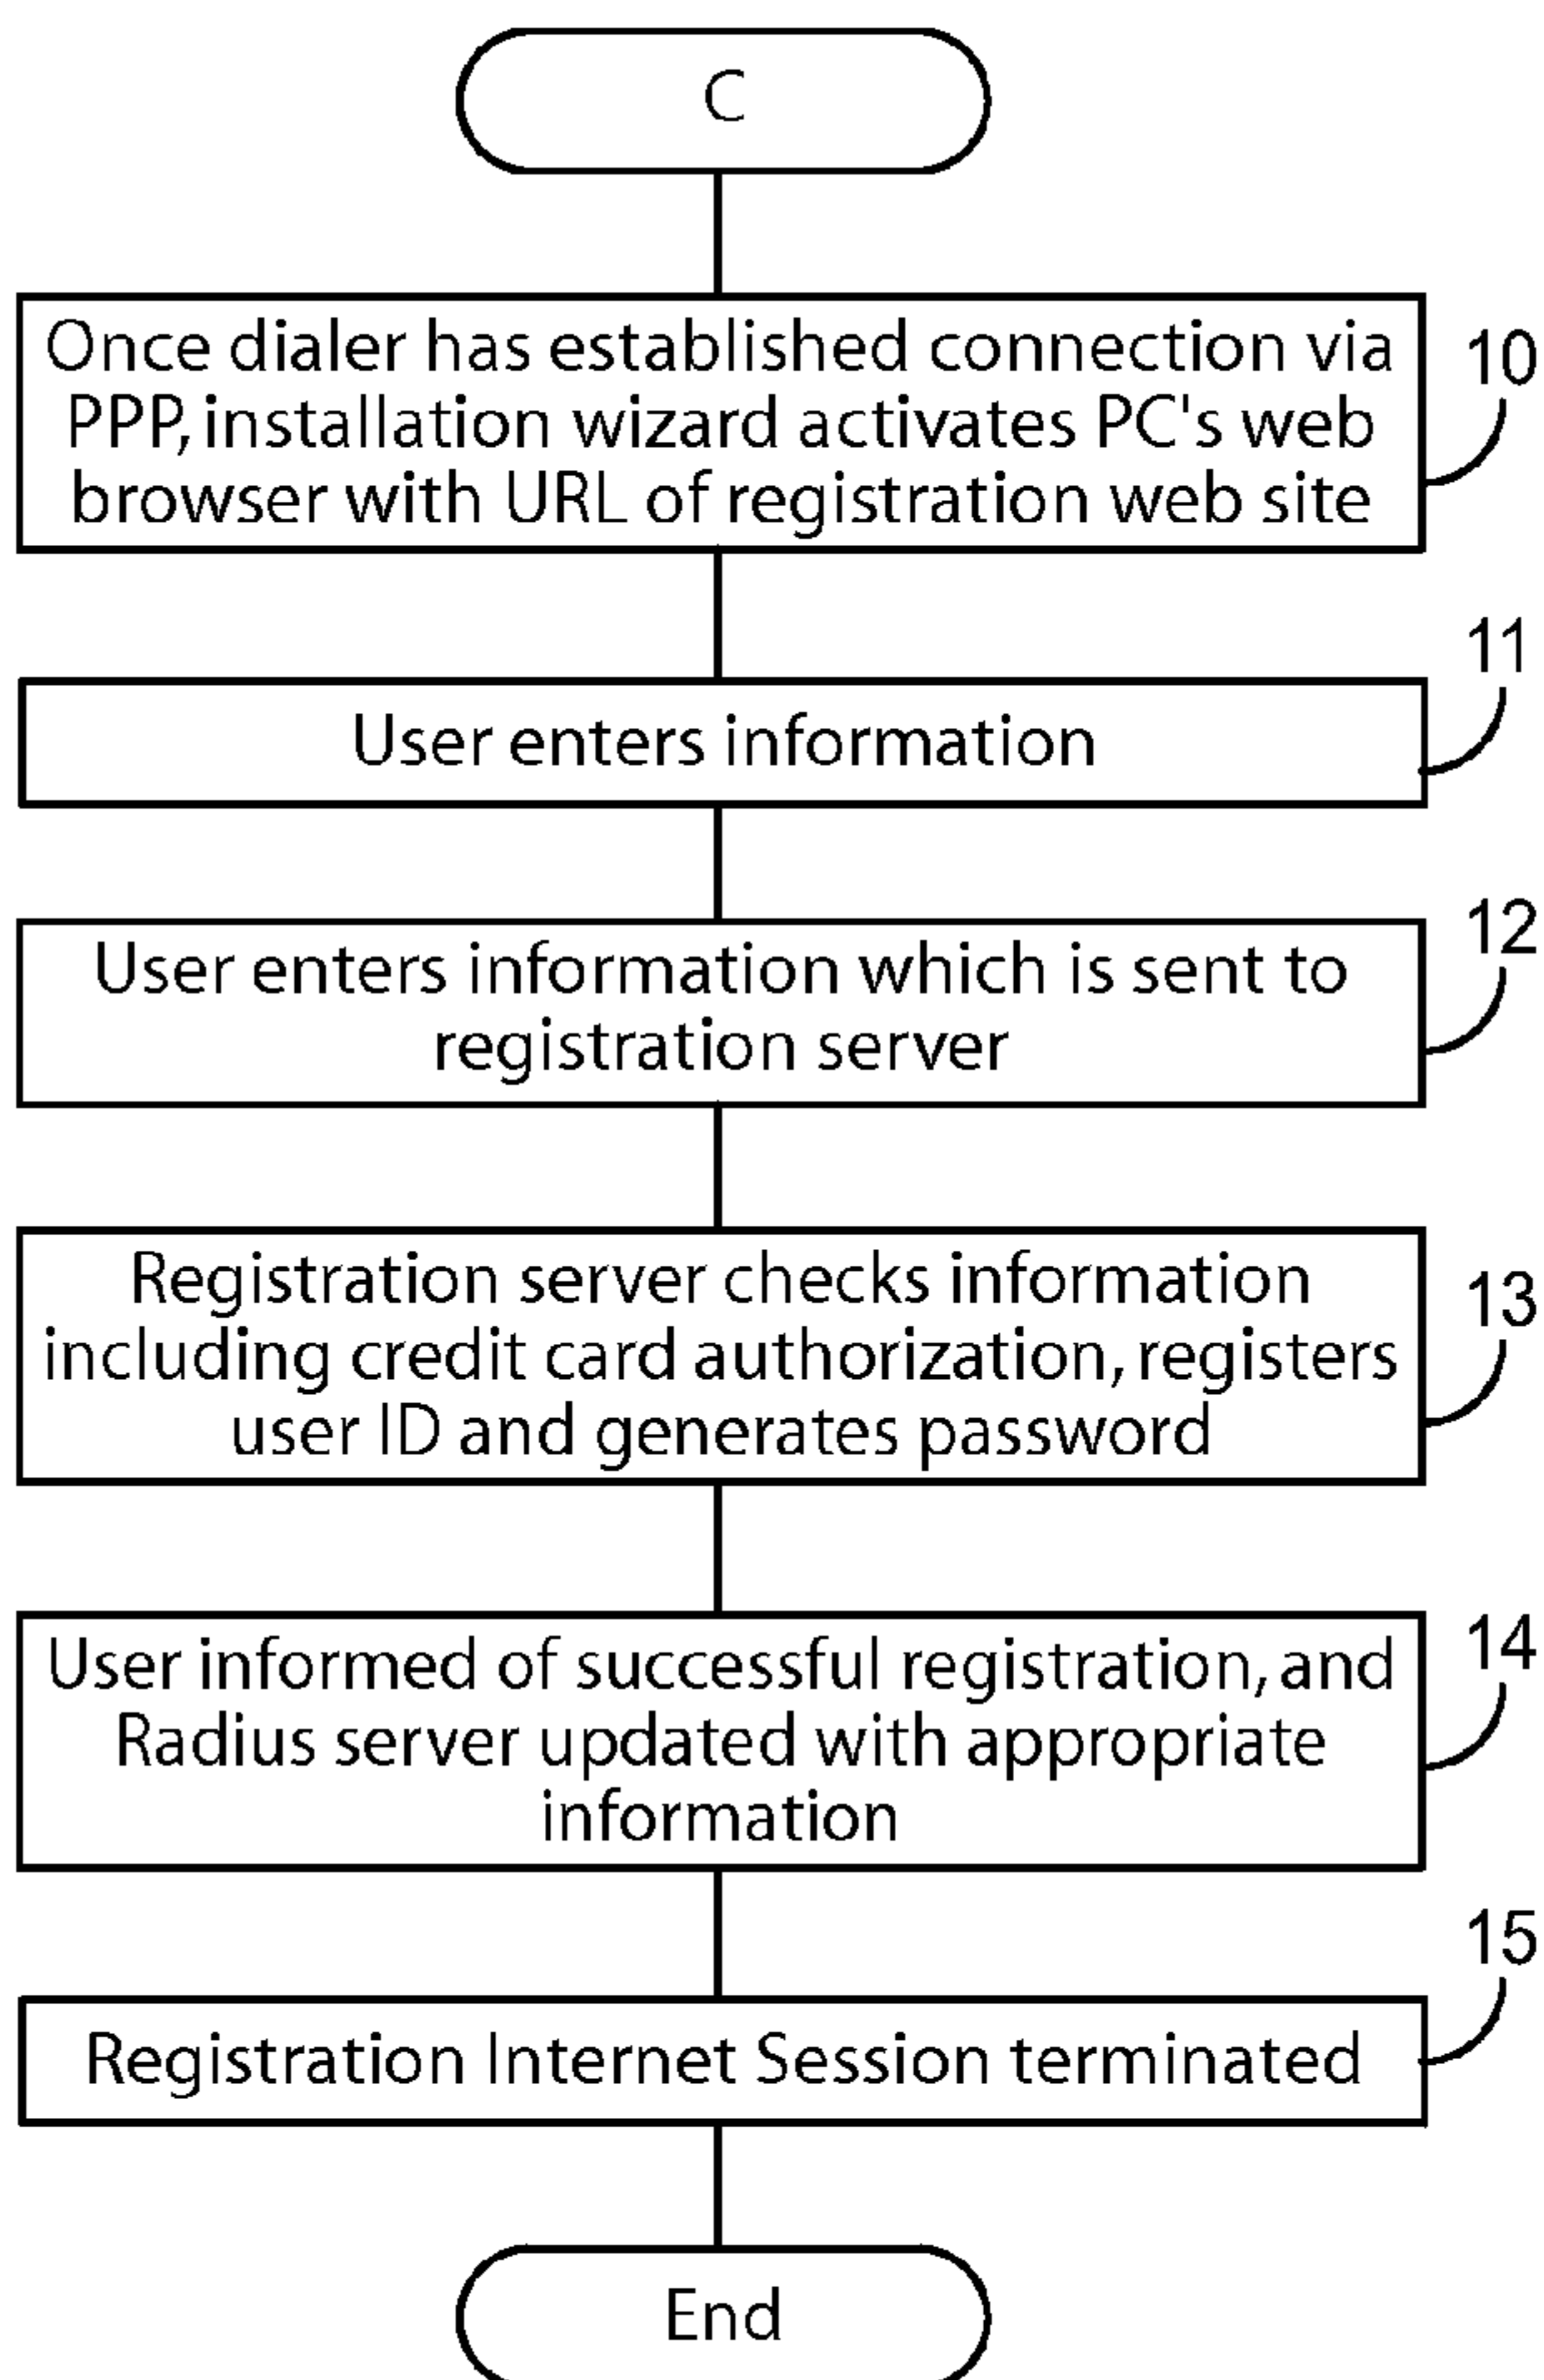 C
Once dialer has established connection via
PPP, installation wizard activates PC's web
browser with URL of registration web site
10
User enters information
11
User enters information which is sent to
registration server
12
Registration server checks information
including credit card authorization, registers
user ID and generates password
13
User informed of successful registration, and
Radius server updated with appropriate
information
14
Registration Internet Session terminated
15
End